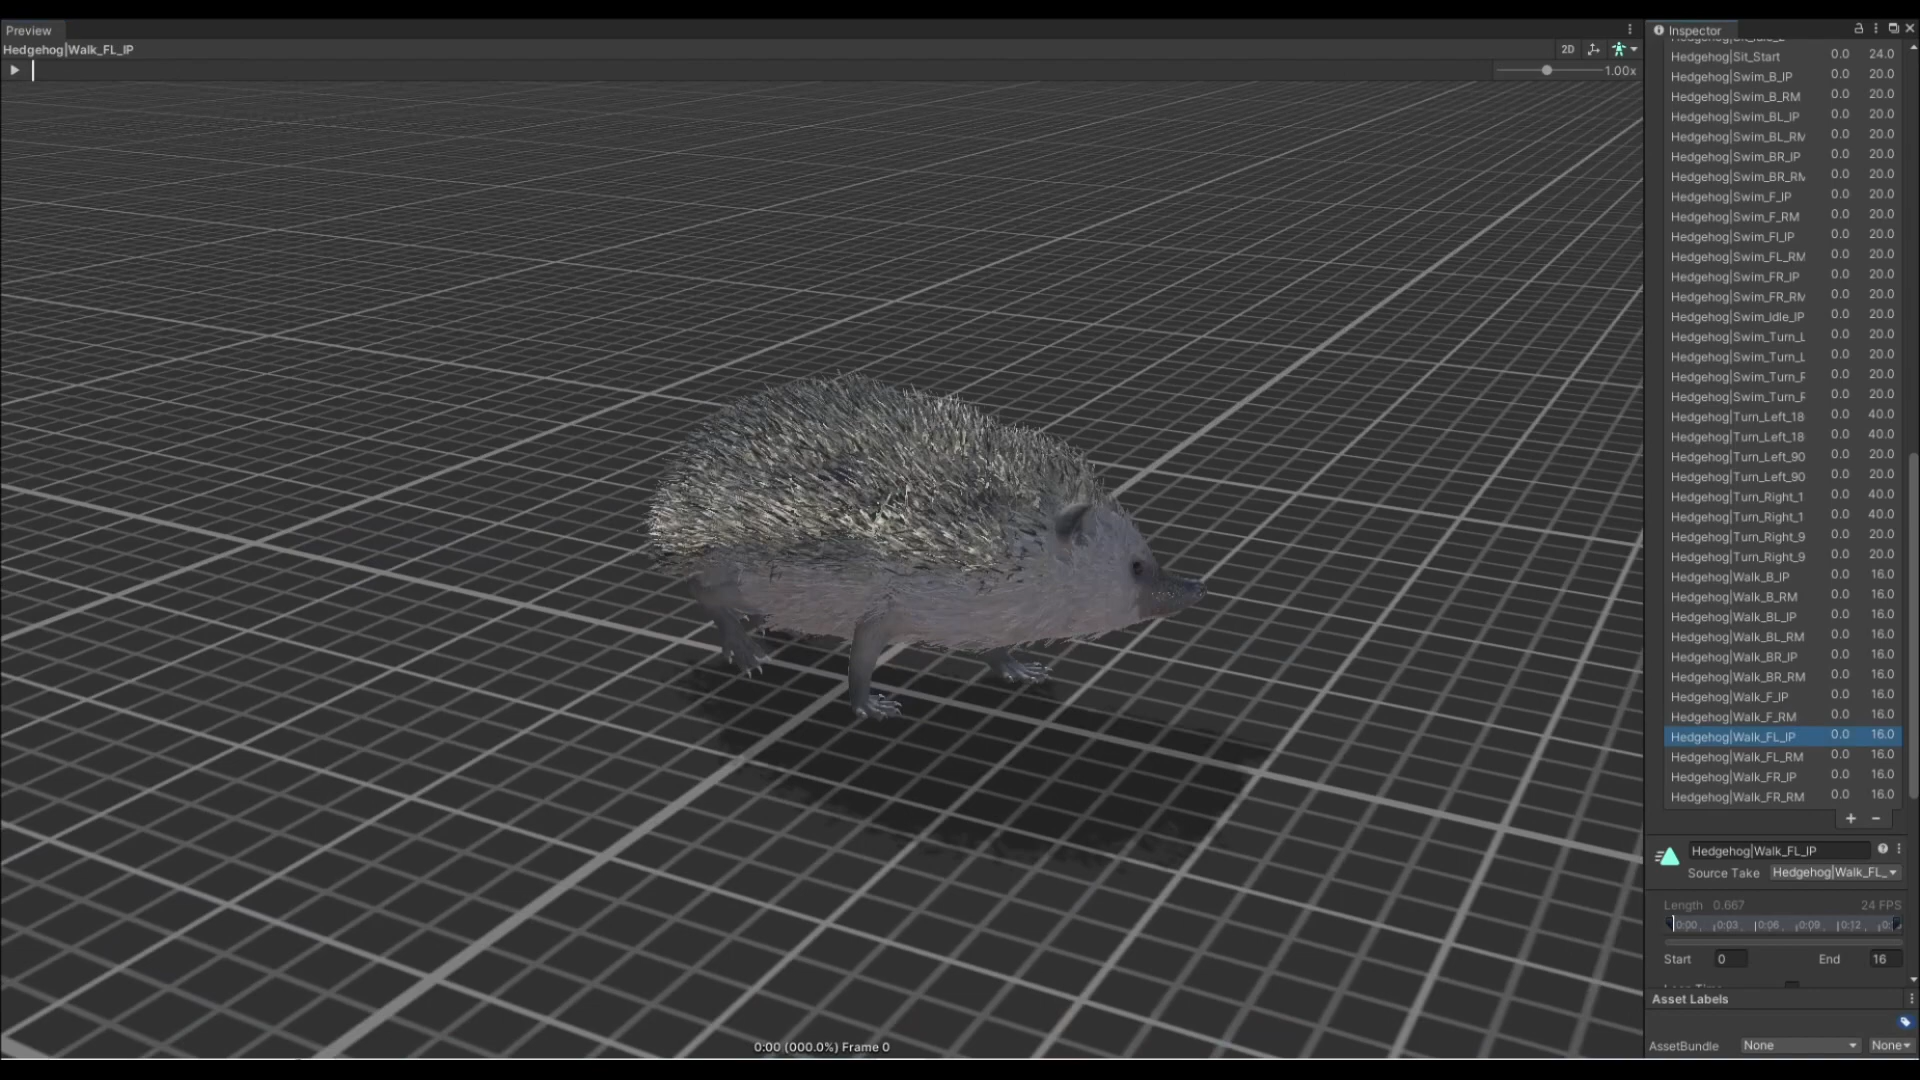 Preview
Hedgehog|Walk_FL_IP
2D
1.00x
0:00 (000.0%) Frame 0
Inspector
Hedgehog|Sit_Start 0.0 24.0
Hedgehog|Swim_B_IP 0.0 20.0
Hedgehog|Swim_B_RM 0.0 20.0
Hedgehog|Swim_BL_IP 0.0 20.0
Hedgehog|Swim_BL_RM 0.0 20.0
Hedgehog|Swim_BR_IP 0.0 20.0
Hedgehog|Swim_BR_RM 0.0 20.0
Hedgehog|Swim_F_IP 0.0 20.0
Hedgehog|Swim_F_RM 0.0 20.0
Hedgehog|Swim_Fl_IP 0.0 20.0
Hedgehog|Swim_FL_RM 0.0 20.0
Hedgehog|Swim_FR_IP 0.0 20.0
Hedgehog|Swim_FR_RM 0.0 20.0
Hedgehog|Swim_Idle_IP 0.0 20.0
Hedgehog|Swim_Turn_L 0.0 20.0
Hedgehog|Swim_Turn_L 0.0 20.0
Hedgehog|Swim_Turn_R 0.0 20.0
Hedgehog|Swim_Turn_R 0.0 20.0
Hedgehog|Turn_Left_18 0.0 40.0
Hedgehog|Turn_Left_18 0.0 40.0
Hedgehog|Turn_Left_90 0.0 20.0
Hedgehog|Turn_Left_90 0.0 20.0
Hedgehog|Turn_Right_1 0.0 40.0
Hedgehog|Turn_Right_1 0.0 40.0
Hedgehog|Turn_Right_9 0.0 20.0
Hedgehog|Turn_Right_9 0.0 20.0
Hedgehog|Walk_B_IP 0.0 16.0
Hedgehog|Walk_B_RM 0.0 16.0
Hedgehog|Walk_BL_IP 0.0 16.0
Hedgehog|Walk_BL_RM 0.0 16.0
Hedgehog|Walk_BR_IP 0.0 16.0
Hedgehog|Walk_BR_RM 0.0 16.0
Hedgehog|Walk_F_IP 0.0 16.0
Hedgehog|Walk_F_RM 0.0 16.0
Hedgehog|Walk_FL_IP 0.0 16.0
Hedgehog|Walk_FL_RM 0.0 16.0
Hedgehog|Walk_FR_IP 0.0 16.0
Hedgehog|Walk_FR_RM 0.0 16.0
+ −
Hedgehog|Walk_FL_IP
Source Take Hedgehog|Walk_FL_
Length 0.667 24 FPS
0:00 0:03 0:06 0:09 0:12 0:
Start 0 End 16
Asset Labels
AssetBundle None None